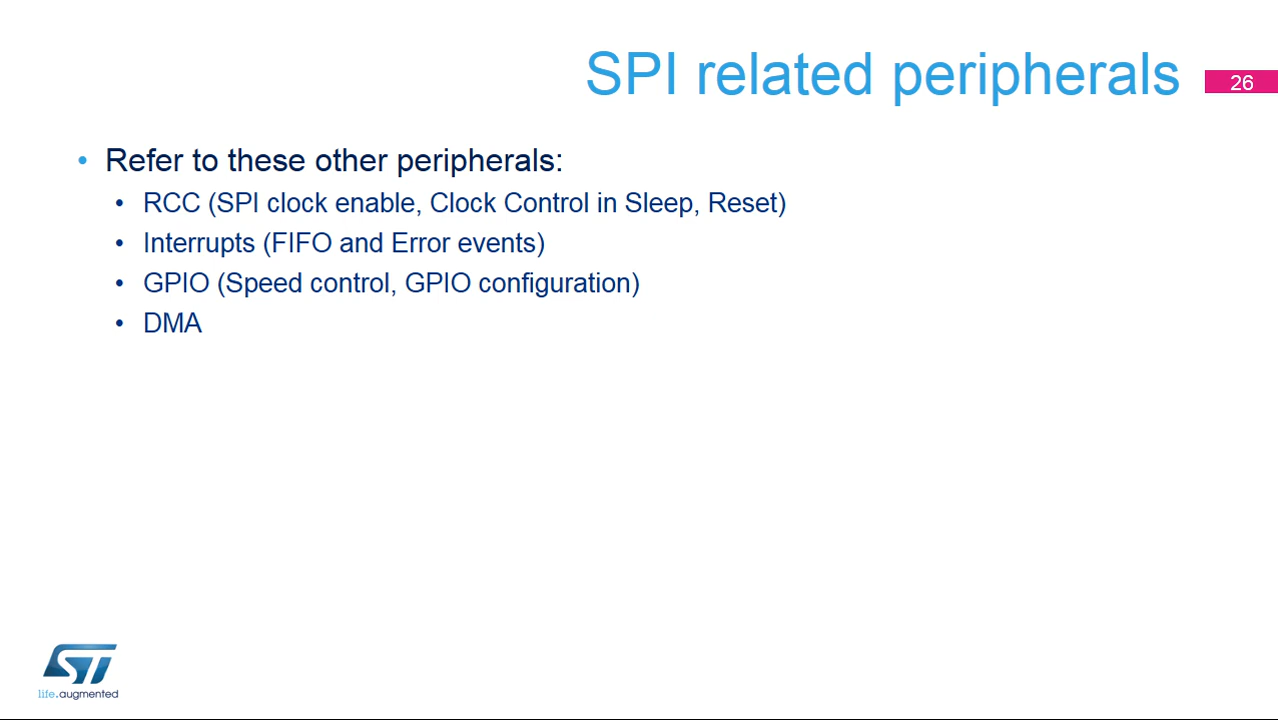 SPI related peripherals
26
• Refer to these other peripherals:
• RCC (SPI clock enable, Clock Control in Sleep, Reset)
• Interrupts (FIFO and Error events)
• GPIO (Speed control, GPIO configuration)
• DMA
ST
life.augmented